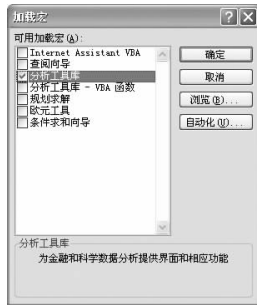 加载宏
可用加载宏(A):
Internet Assistant VBA
查阅向导
分析工具库
分析工具库 - VBA 函数
规划求解
欧元工具
条件求和向导
确定
取消
浏览(B)...
自动化(U)...
分析工具库
为金融和科学数据分析提供界面和相应功能